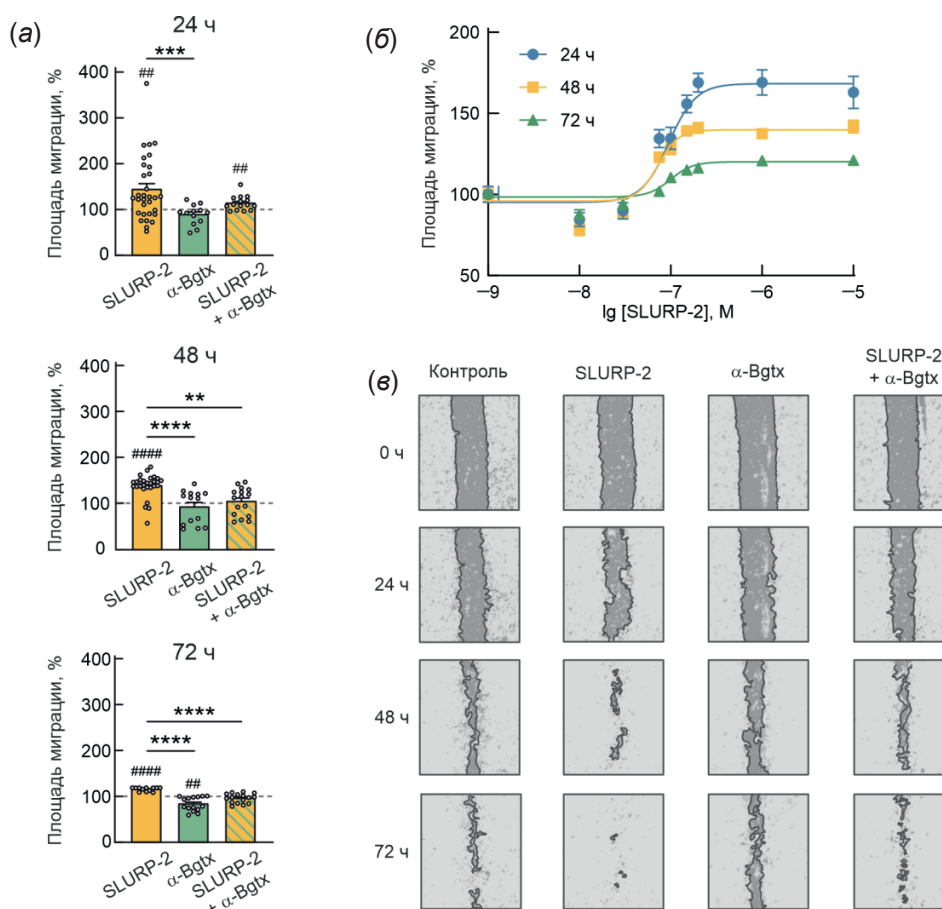 (а)
24 ч
Площадь миграции, %
400
300
200
100
0
***
##
##
SLURP-2
α-Bgtx
SLURP-2
+ α-Bgtx
48 ч
Площадь миграции, %
400
300
200
100
0
**
****
####
SLURP-2
α-Bgtx
SLURP-2
+ α-Bgtx
72 ч
Площадь миграции, %
400
300
200
100
0
****
****
####
##
SLURP-2
α-Bgtx
SLURP-2
+ α-Bgtx
(б)
Площадь миграции, %
200
150
100
50
24 ч
48 ч
72 ч
−9
−8
−7
−6
−5
lg [SLURP-2], М
(в)
Контроль
SLURP-2
α-Bgtx
SLURP-2
+ α-Bgtx
0 ч
24 ч
48 ч
72 ч